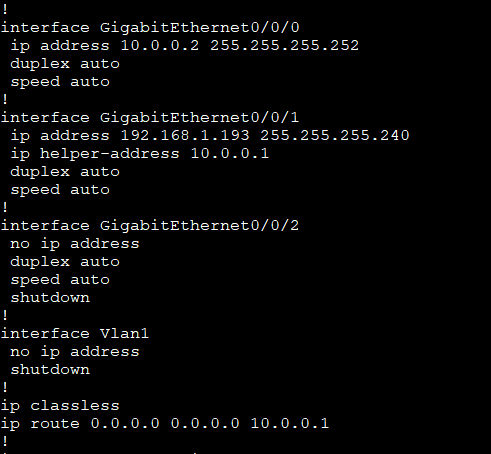 !
interface GigabitEthernet0/0/0
 ip address 10.0.0.2 255.255.255.252
 duplex auto
 speed auto
!
interface GigabitEthernet0/0/1
 ip address 192.168.1.193 255.255.255.240
 ip helper-address 10.0.0.1
 duplex auto
 speed auto
!
interface GigabitEthernet0/0/2
 no ip address
 duplex auto
 speed auto
 shutdown
!
interface Vlan1
 no ip address
 shutdown
!
ip classless
ip route 0.0.0.0 0.0.0.0 10.0.0.1
!